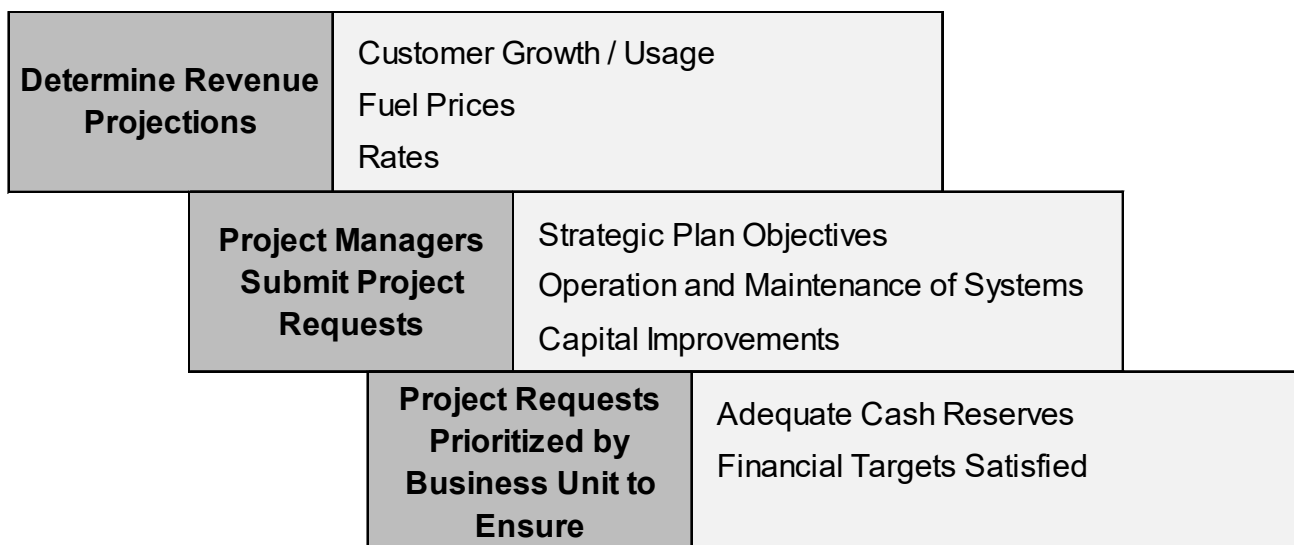 Determine Revenue
Projections
Customer Growth / Usage
Fuel Prices
Rates
Project Managers
Submit Project
Requests
Strategic Plan Objectives
Operation and Maintenance of Systems
Capital Improvements
Project Requests
Prioritized by
Business Unit to
Ensure
Adequate Cash Reserves
Financial Targets Satisfied